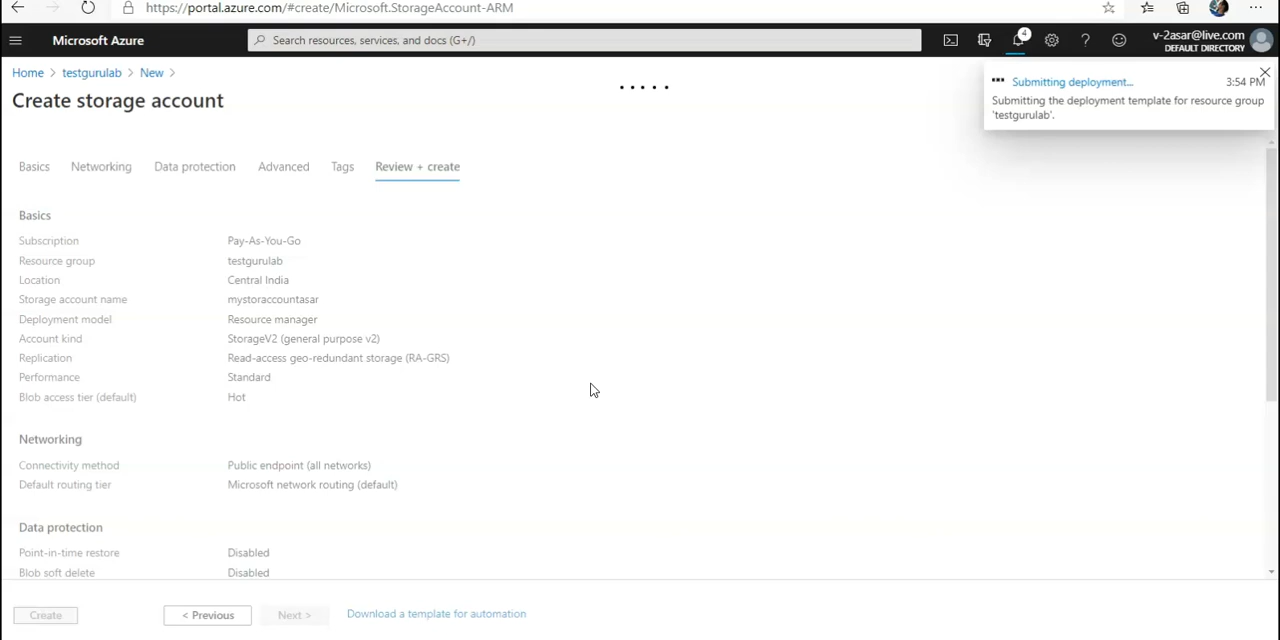 https://portal.azure.com/#create/Microsoft.StorageAccount-ARM
Microsoft Azure
Search resources, services, and docs (G+/)
4
v-2asar@live.com
DEFAULT DIRECTORY
Home > testgurulab > New >
Submitting deployment... 3:54 PM
Submitting the deployment template for resource group
'testgurulab'.
Create storage account
Basics Networking Data protection Advanced Tags Review + create
Basics
Subscription Pay-As-You-Go
Resource group testgurulab
Location Central India
Storage account name mystoraccountasar
Deployment model Resource manager
Account kind StorageV2 (general purpose v2)
Replication Read-access geo-redundant storage (RA-GRS)
Performance Standard
Blob access tier (default) Hot
Networking
Connectivity method Public endpoint (all networks)
Default routing tier Microsoft network routing (default)
Data protection
Point-in-time restore Disabled
Blob soft delete Disabled
Create < Previous Next > Download a template for automation